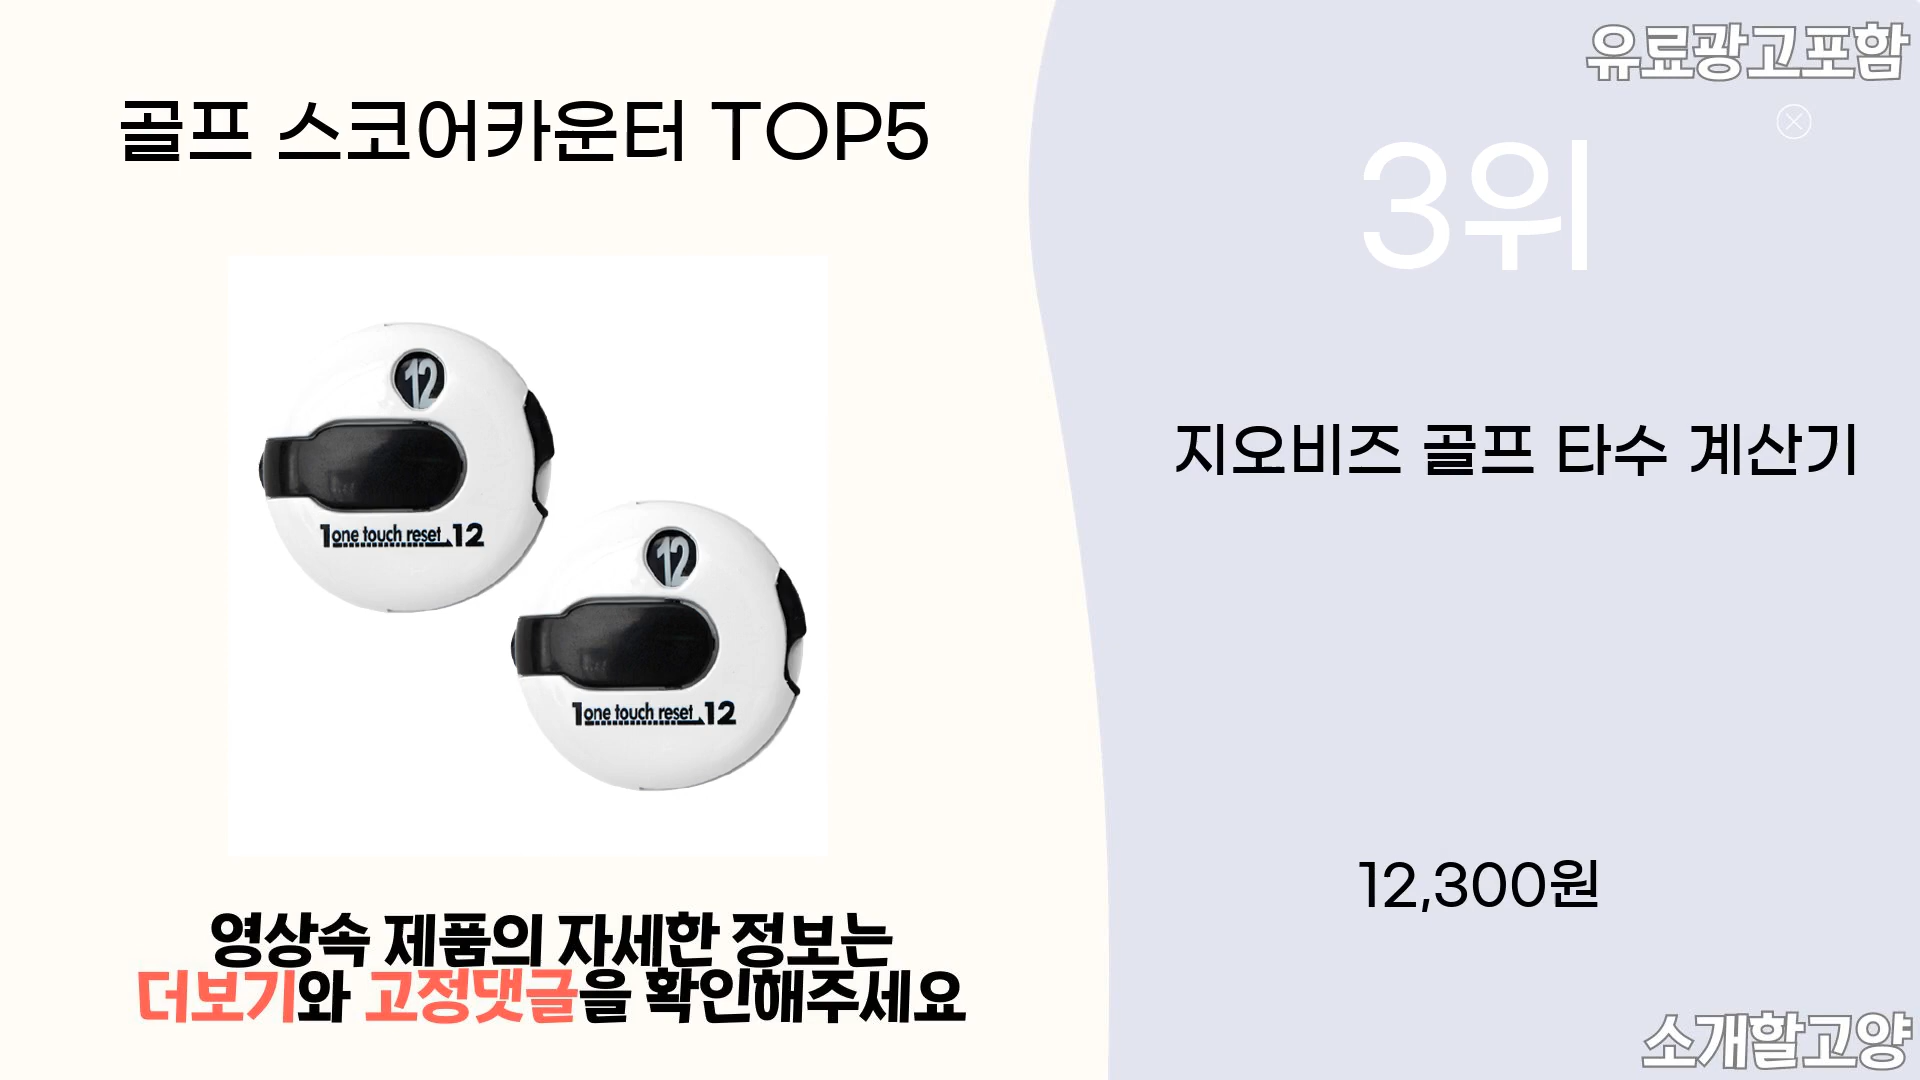 유료광고포함
골프 스코어카운터 TOP5
3위
12
1one touch reset 12
12
1one touch reset 12
지오비즈 골프 타수 계산기
12,300원
영상속 제품의 자세한 정보는
더보기와 고정댓글을 확인해주세요
소개할고양